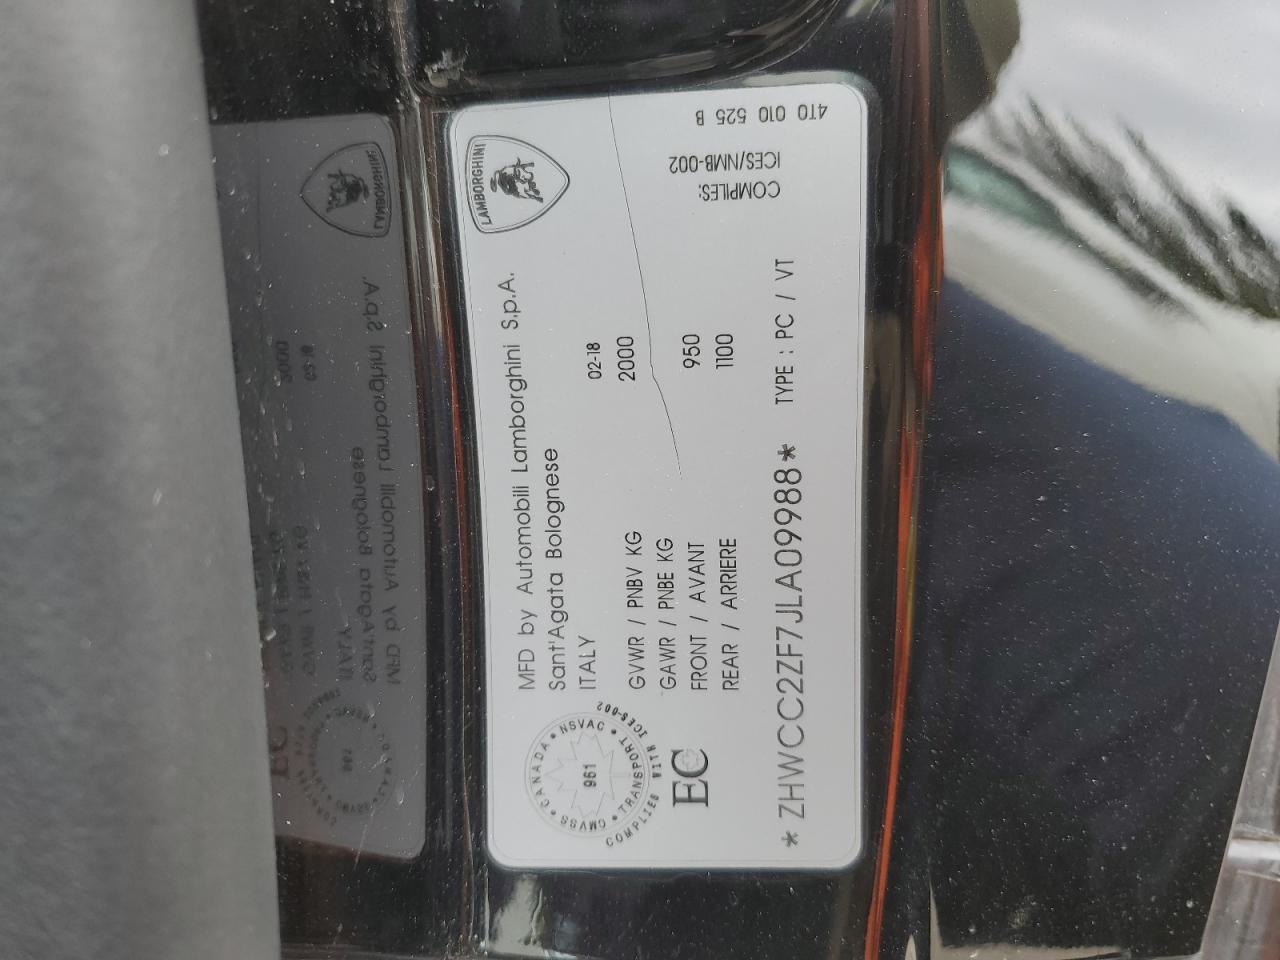 LAMBORGHINI
MFD by Automobili Lamborghini S.p.A.
Sant'Agata Bolognese
ITALY 02-18
GVWR / PNBV KG 2000
GAWR / PNBE KG
FRONT / AVANT 950
REAR / ARRIERE 1100
CANADA • NSVAC • TRANSPORT • CMVSS •
961
COMPLIES WITH ICES-002
EC
*ZHWCC2ZF7JLA09988* TYPE : PC / VT
COMPILES:
ICES/NMB-002
4T0 010 525 B